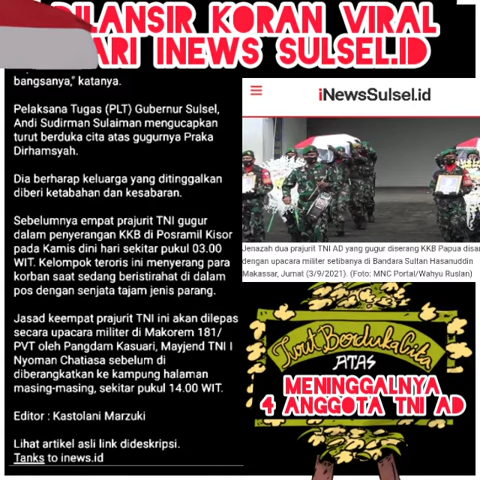 DILANSIR KORAN VIRAL
DARI INEWS SULSEL.ID
bangsanya," katanya.
Pelaksana Tugas (PLT) Gubernur Sulsel,
Andi Sudirman Sulaiman mengucapkan
turut berduka cita atas gugurnya Praka
Dirhamsyah.
Dia berharap keluarga yang ditinggalkan
diberi ketabahan dan kesabaran.
Sebelumnya empat prajurit TNI gugur
dalam penyerangan KKB di Posramil Kisor
pada Kamis dini hari sekitar pukul 03.00
WIT. Kelompok teroris ini menyerang para
korban saat sedang beristirahat di dalam
pos dengan senjata tajam jenis parang.
Jasad keempat prajurit TNI ini akan dilepas
secara upacara militer di Makorem 181/
PVT oleh Pangdam Kasuari, Mayjend TNI I
Nyoman Chatiasa sebelum di
diberangkatkan ke kampung halaman
masing-masing, sekitar pukul 14.00 WIT.
Editor : Kastolani Marzuki
Lihat artikel asli link dideskripsi.
Tanks to inews.id
iNewsSulsel.id
Jenazah dua prajurit TNI AD yang gugur diserang KKB Papua disam
dengan upacara militer setibanya di Bandara Sultan Hasanuddin
Makassar, Jumat (3/9/2021). (Foto: MNC Portal/Wahyu Ruslan)
Turut Berduka Cita
ATAS
MENINGGALNYA
4 ANGGOTA TNI AD